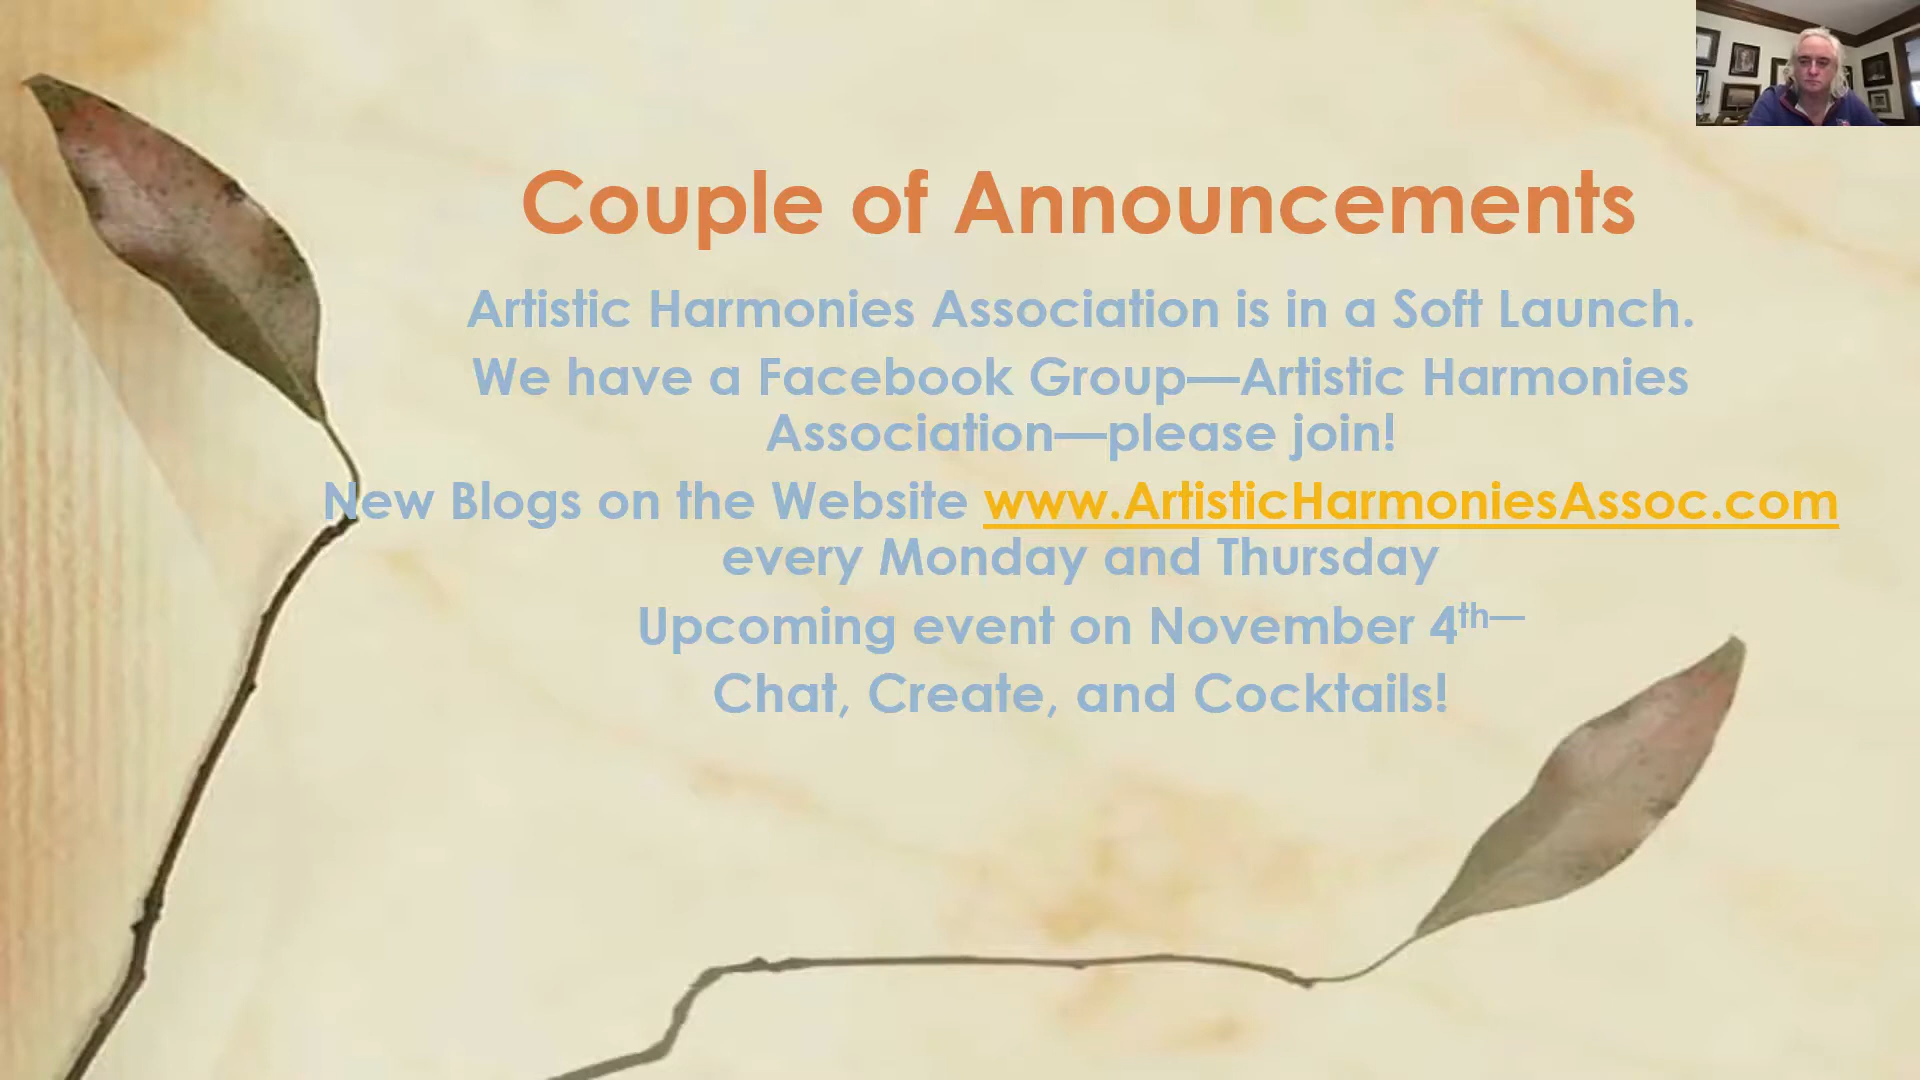 Couple of Announcements
Artistic Harmonies Association is in a Soft Launch.
We have a Facebook Group—Artistic Harmonies
Association—please join!
New Blogs on the Website www.ArtisticHarmoniesAssoc.com
every Monday and Thursday
Upcoming event on November 4th—
Chat, Create, and Cocktails!